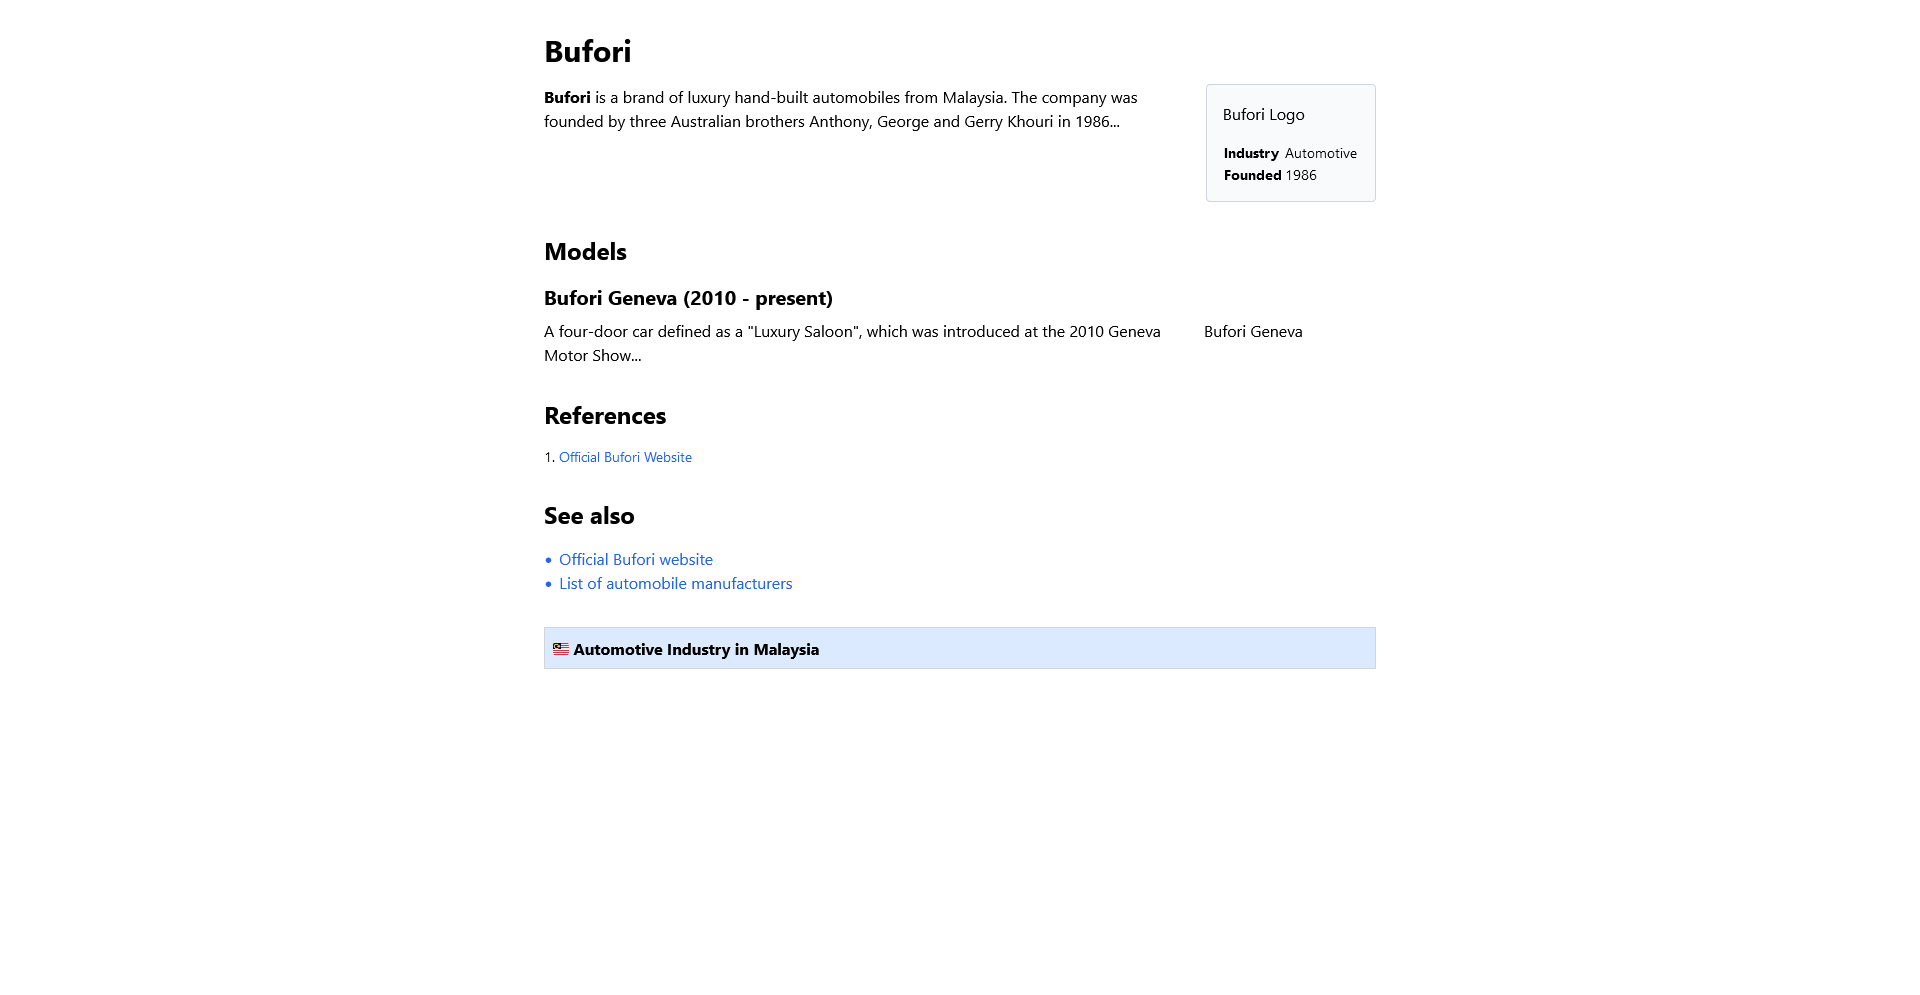 Bufori
Bufori is a brand of luxury hand-built automobiles from Malaysia. The company was
founded by three Australian brothers Anthony, George and Gerry Khouri in 1986...
Bufori Logo
Industry Automotive
Founded 1986
Models
Bufori Geneva (2010 - present)
A four-door car defined as a "Luxury Saloon", which was introduced at the 2010 Geneva
Motor Show...
Bufori Geneva
References
1. Official Bufori Website
See also
• Official Bufori website
• List of automobile manufacturers
Automotive Industry in Malaysia